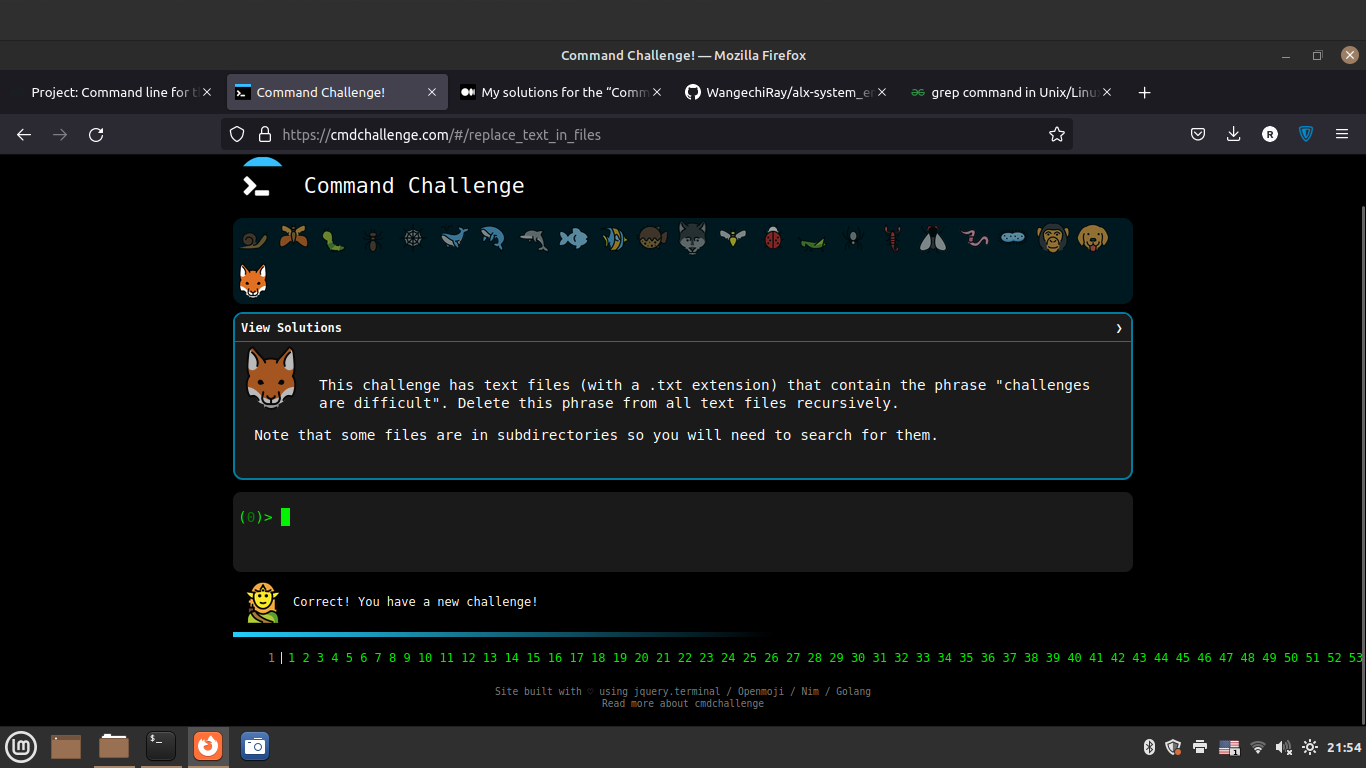 Command Challenge! — Mozilla Firefox
Project: Command line for t
Command Challenge!
My solutions for the “Comm
WangechiRay/alx-system_e
grep command in Unix/Linu
https://cmdchallenge.com/#/replace_text_in_files
R
Command Challenge
View Solutions
This challenge has text files (with a .txt extension) that contain the phrase "challenges
are difficult". Delete this phrase from all text files recursively.
Note that some files are in subdirectories so you will need to search for them.
(0)>
Correct! You have a new challenge!
1 | 1 2 3 4 5 6 7 8 9 10 11 12 13 14 15 16 17 18 19 20 21 22 23 24 25 26 27 28 29 30 31 32 33 34 35 36 37 38 39 40 41 42 43 44 45 46 47 48 49 50 51 52 53
Site built with ♡ using jquery.terminal / Openmoji / Nim / Golang
Read more about cmdchallenge
$_
1
21:54